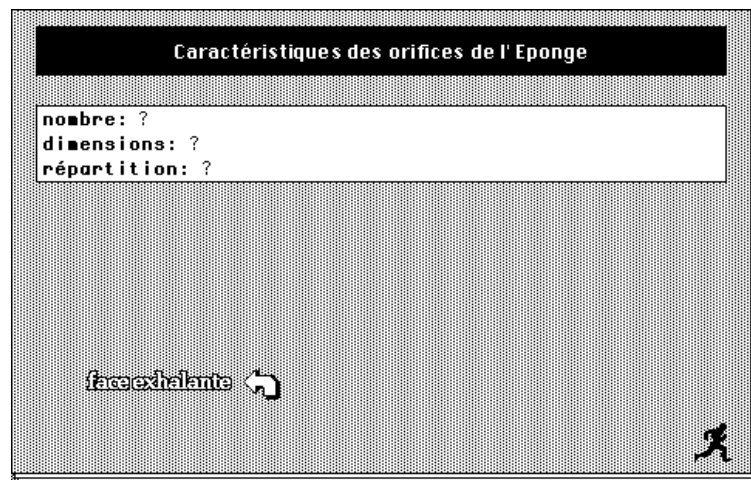 Caractéristiques des orifices de l'Eponge
nombre: ?
dimensions: ?
répartition: ?
face exhalante